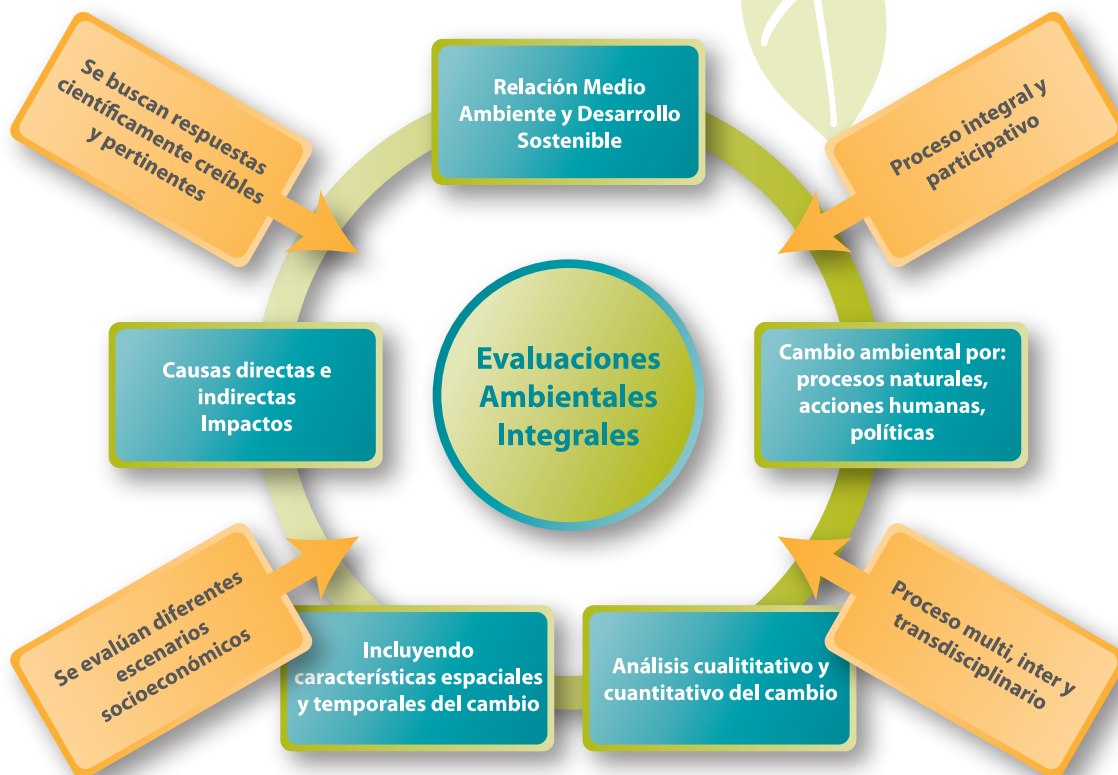 Se buscan respuestas
científicamente creíbles
y pertinentes
Relación Medio
Ambiente y Desarrollo
Sostenible
Proceso integral y
participativo
Causas directas e
indirectas
Impactos
Evaluaciones
Ambientales
Integrales
Cambio ambiental por:
procesos naturales,
acciones humanas,
políticas
Se evalúan diferentes
escenarios
socioeconómicos
Incluyendo
características espaciales
y temporales del cambio
Análisis cualititativo y
cuantitativo del cambio
Proceso multi, inter y
transdisciplinario